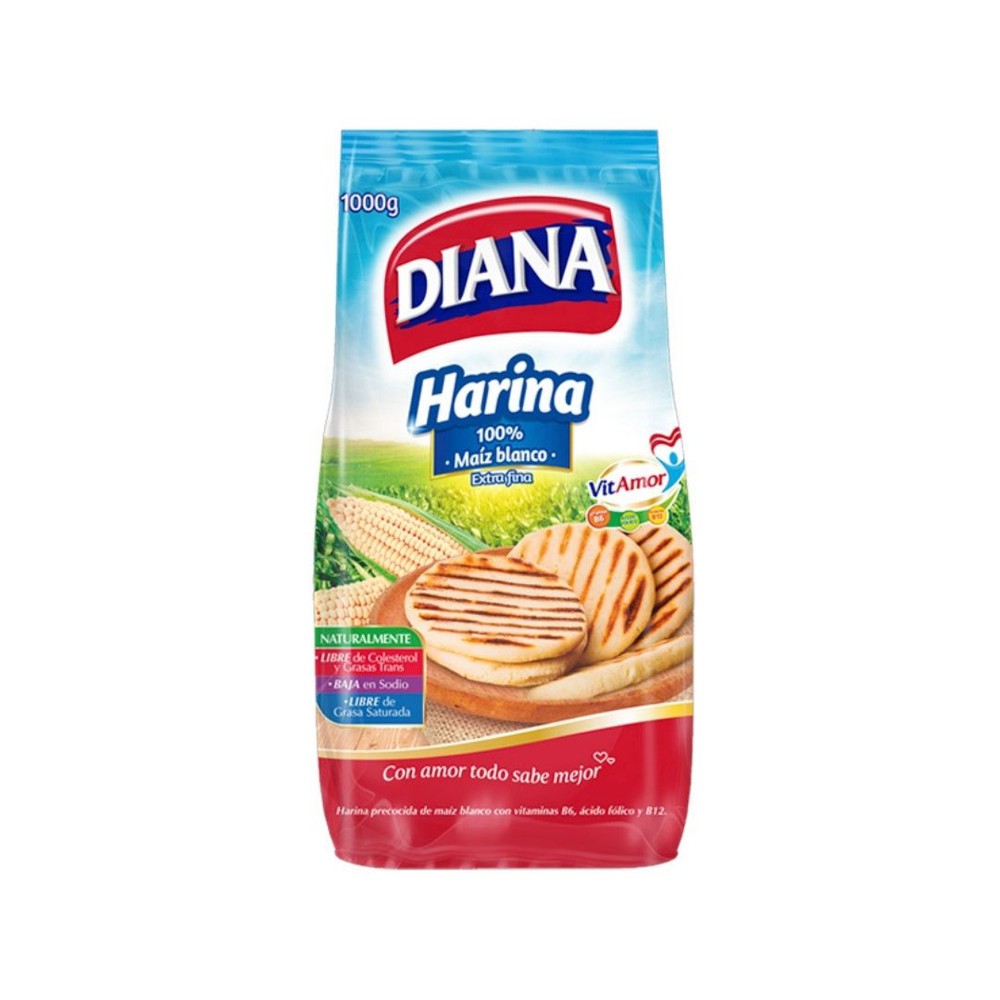 1000g
DIANA
Harina
100%
· Maíz blanco ·
Extra fina
VitAmor
B6
B12
NATURALMENTE
• LIBRE de Colesterol
y Grasas Trans
• BAJA en Sodio
• LIBRE de
Grasa Saturada
Con amor todo sabe mejor
Harina precocida de maíz blanco con vitaminas B6, ácido fólico y B12.